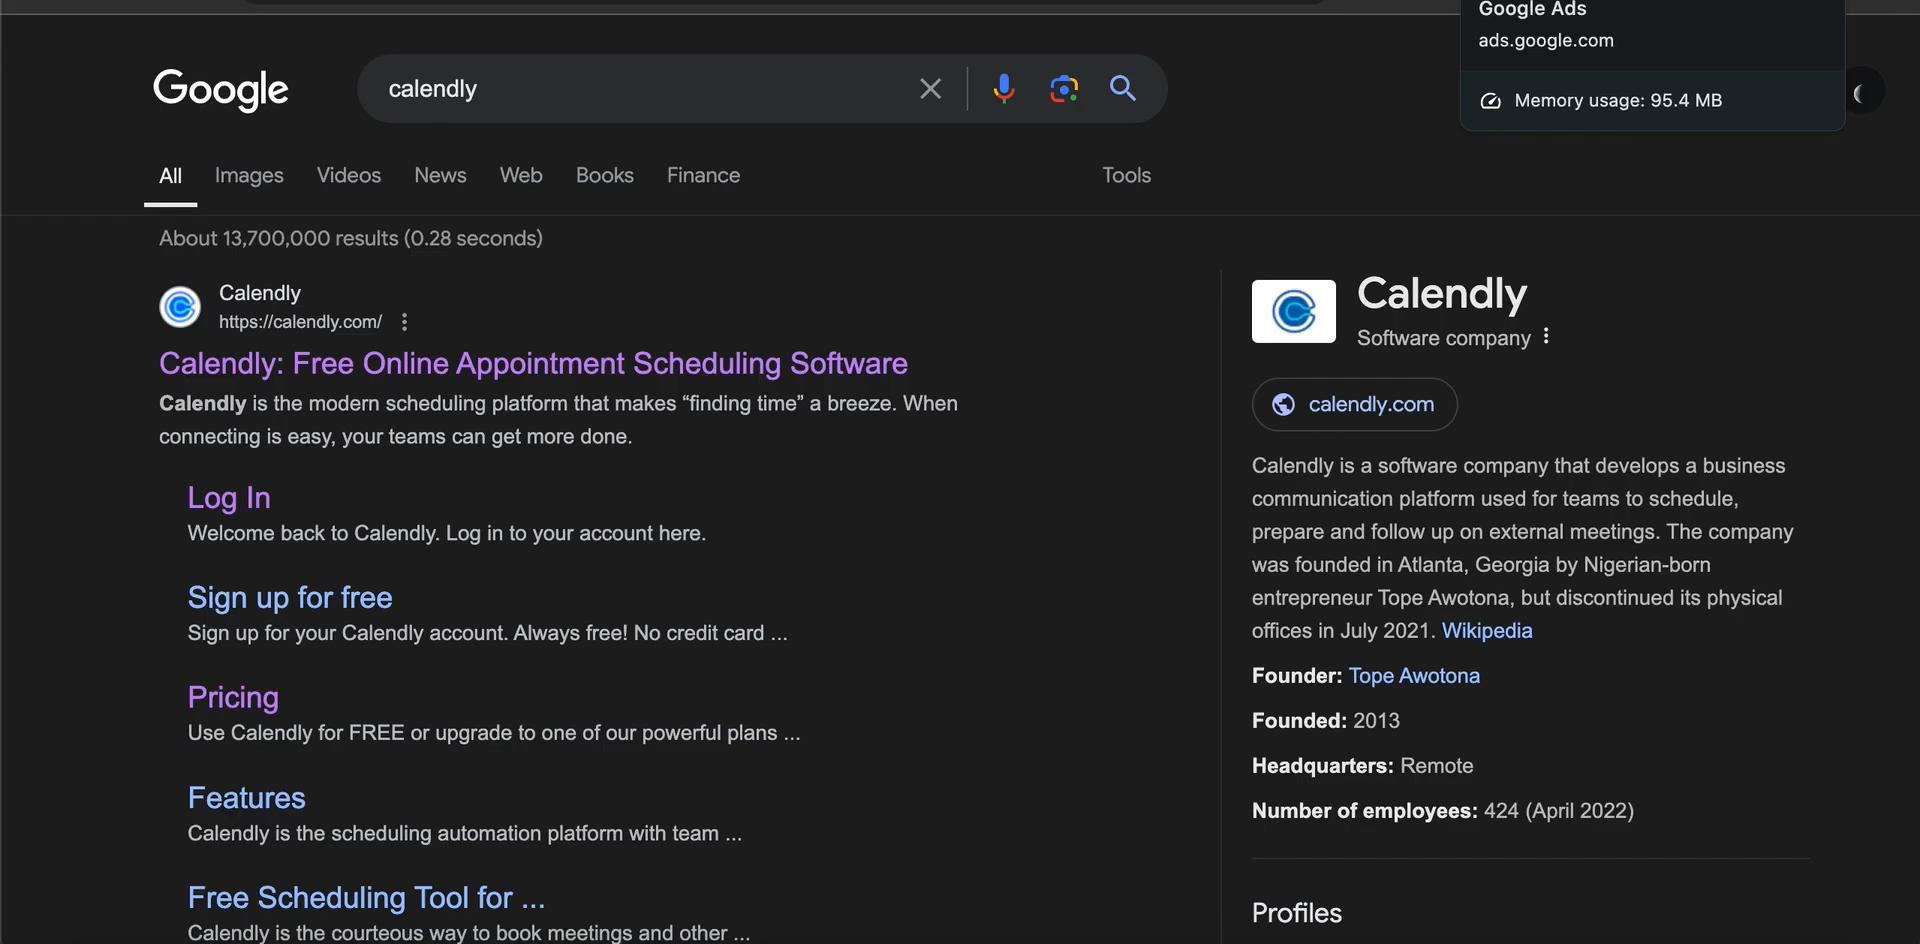 Google Ads
ads.google.com
Memory usage: 95.4 MB
Google
calendly
All
Images
Videos
News
Web
Books
Finance
Tools
About 13,700,000 results (0.28 seconds)
Calendly
https://calendly.com/
Calendly: Free Online Appointment Scheduling Software
Calendly is the modern scheduling platform that makes “finding time” a breeze. When
connecting is easy, your teams can get more done.
Log In
Welcome back to Calendly. Log in to your account here.
Sign up for free
Sign up for your Calendly account. Always free! No credit card ...
Pricing
Use Calendly for FREE or upgrade to one of our powerful plans ...
Features
Calendly is the scheduling automation platform with team ...
Free Scheduling Tool for ...
Calendly is the courteous way to book meetings and other ...
Calendly
Software company
calendly.com
Calendly is a software company that develops a business
communication platform used for teams to schedule,
prepare and follow up on external meetings. The company
was founded in Atlanta, Georgia by Nigerian-born
entrepreneur Tope Awotona, but discontinued its physical
offices in July 2021. Wikipedia
Founder: Tope Awotona
Founded: 2013
Headquarters: Remote
Number of employees: 424 (April 2022)
Profiles